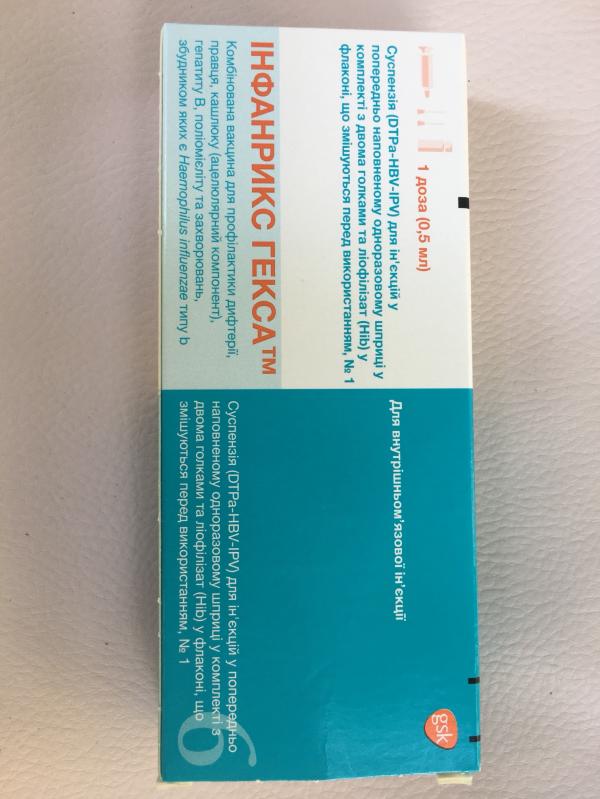 1 доза (0,5 мл)
Суспензія (DTPa-HBV-IPV) для ін'єкцій у
попередньо наповненому одноразовому шприці у
комплекті з двома голками та ліофілізат (Hib) у
флаконі, що змішуються перед використанням, № 1
ІНФАНРИКС ГЕКСА™
Комбінована вакцина для профілактики дифтерії,
правця, кашлюку (ацелюлярний компонент),
гепатиту В, поліомієліту та захворювань,
збудником яких є Haemophilus influenzae типу b
Для внутрішньом'язової ін'єкції
Суспензія (DTPa-HBV-IPV) для ін'єкцій у попередньо
наповненому одноразовому шприці у комплекті з
двома голками та ліофілізат (Hib) у флаконі, що
змішуються перед використанням, № 1
gsk
6